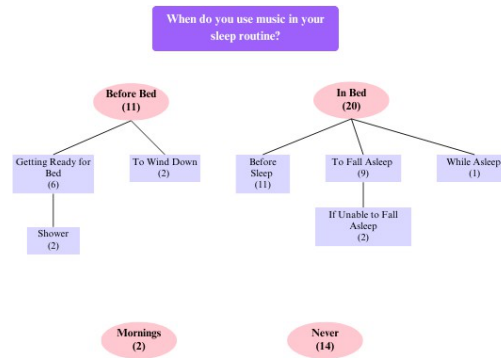 When do you use music in your
sleep routine?
Before Bed
(11)
In Bed
(20)
Getting Ready for
Bed
(6)
To Wind Down
(2)
Before
Sleep
(11)
To Fall Asleep
(9)
While Asleep
(1)
Shower
(2)
If Unable to Fall
Asleep
(2)
Mornings
(2)
Never
(14)